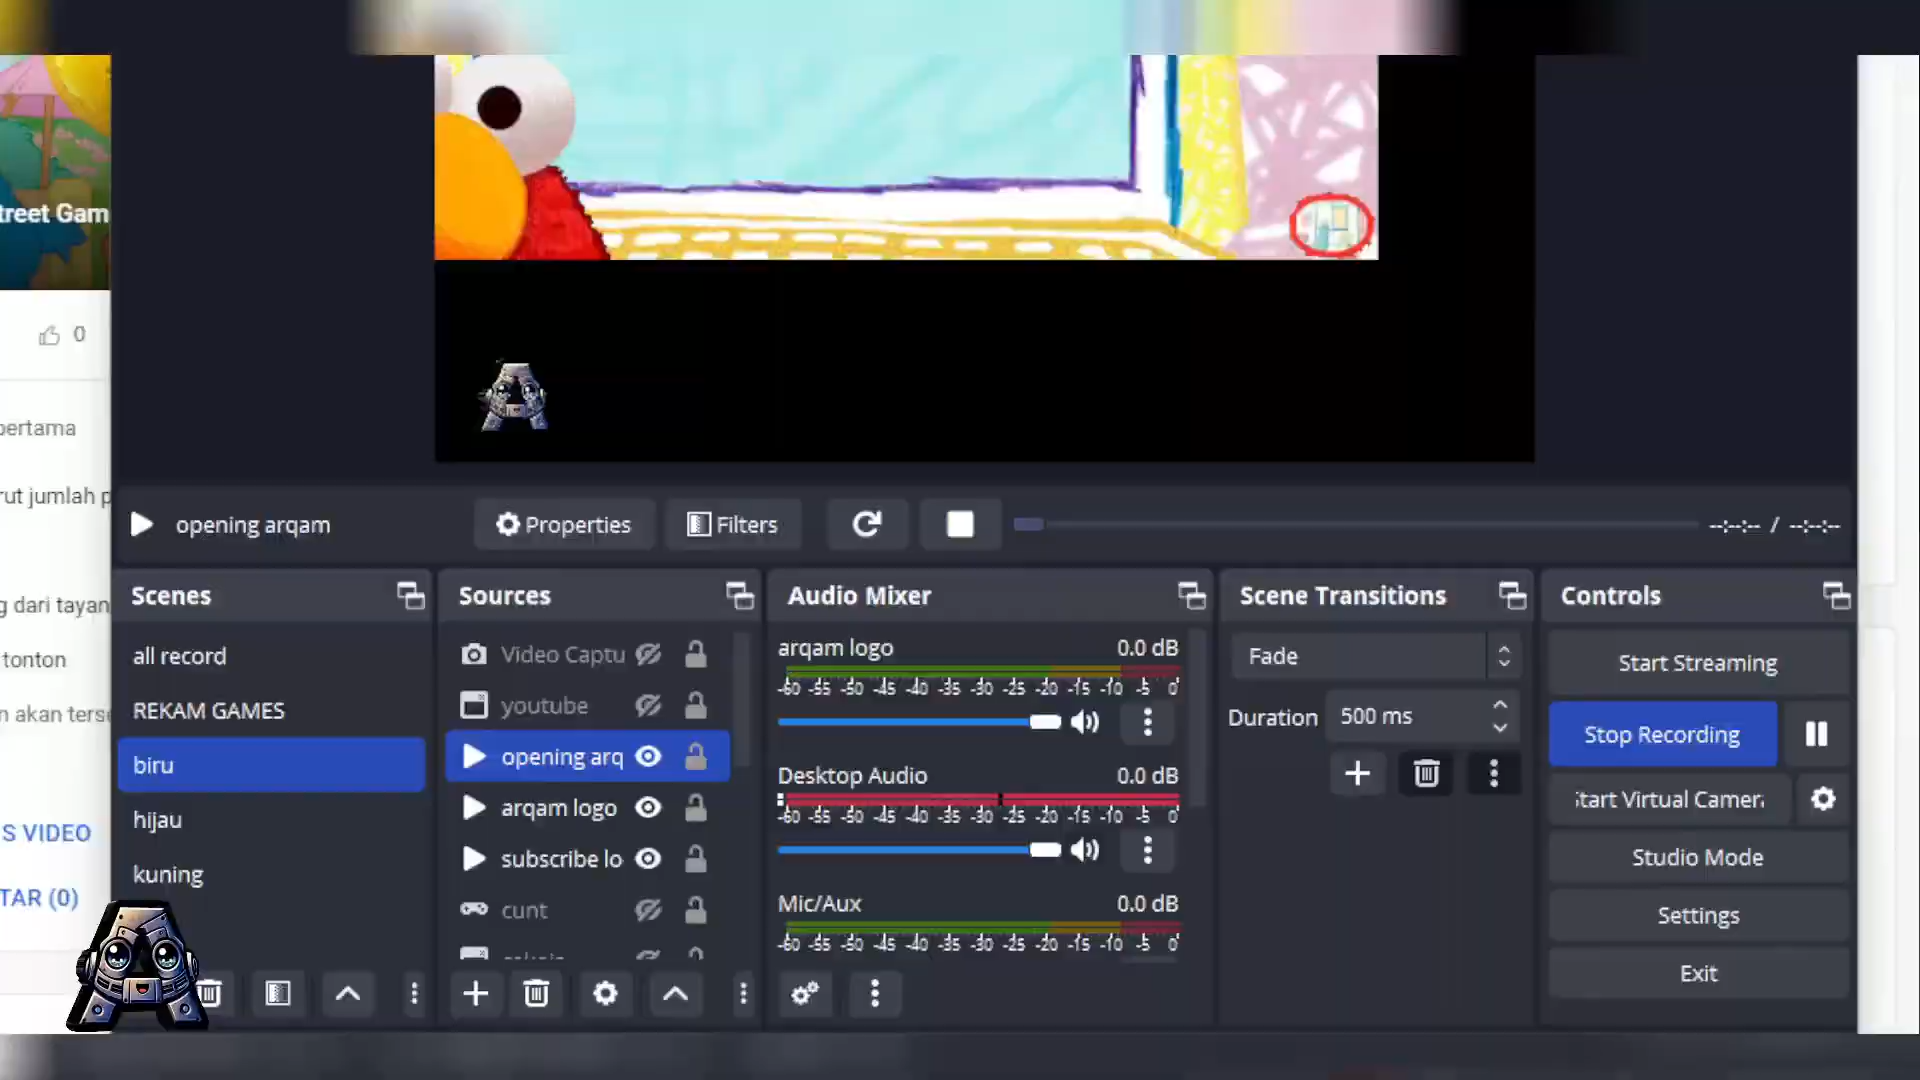 treet Gam
0
pertama
rut jumlah p
g dari tayan
tonton
n akan terse
S VIDEO
TAR (0)
opening arqam
Properties
Filters
--:--:-- / --:--:--
Scenes
all record
REKAM GAMES
biru
hijau
kuning
Sources
Video Captu
youtube
opening arq
arqam logo
subscribe lo
cunt
Audio Mixer
arqam logo 0.0 dB
-60 -55 -50 -45 -40 -35 -30 -25 -20 -15 -10 -5 0
Desktop Audio 0.0 dB
-60 -55 -50 -45 -40 -35 -30 -25 -20 -15 -10 -5 0
Mic/Aux 0.0 dB
-60 -55 -50 -45 -40 -35 -30 -25 -20 -15 -10 -5 0
Scene Transitions
Fade
Duration 500 ms
Controls
Start Streaming
Stop Recording
Start Virtual Camera
Studio Mode
Settings
Exit